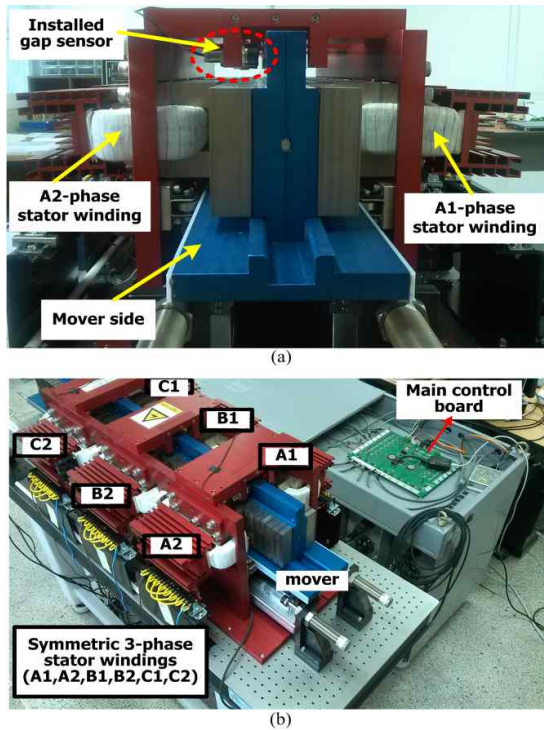 Installed
gap sensor
A2-phase
stator winding
A1-phase
stator winding
Mover side
(a)
C1
B1
Main control
board
C2
A1
B2
A2
mover
Symmetric 3-phase
stator windings
(A1,A2,B1,B2,C1,C2)
(b)